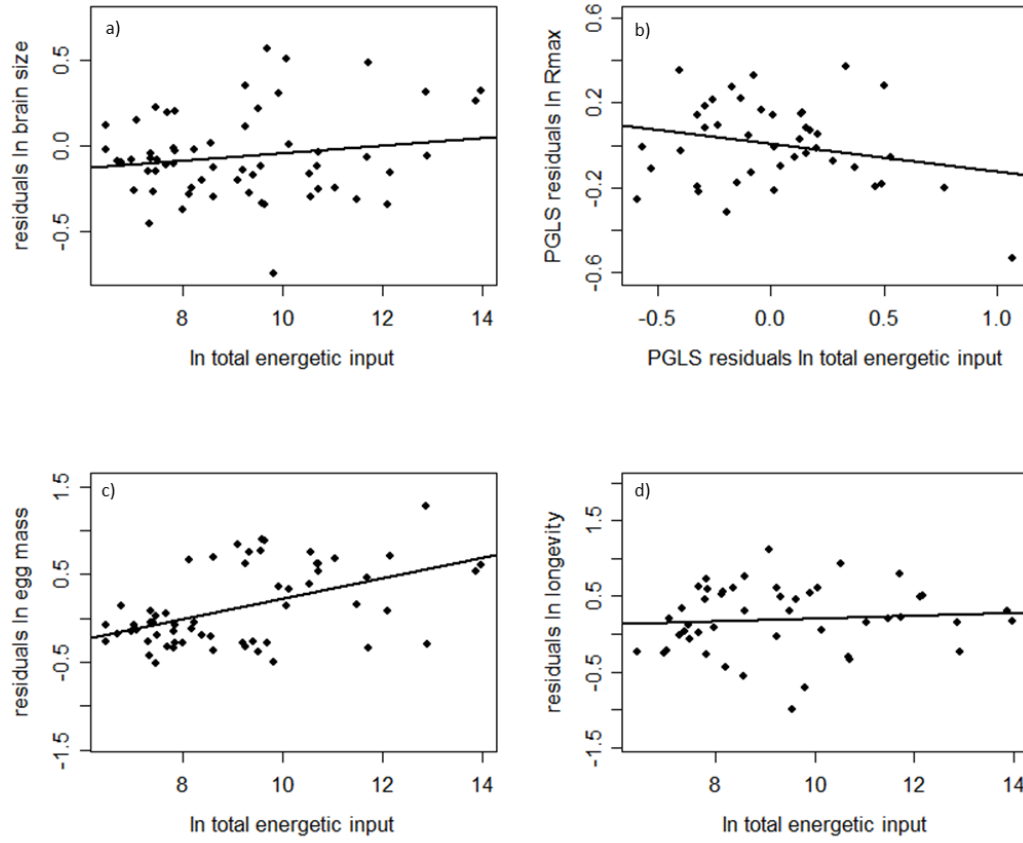 a)
residuals ln brain size
0.5
0.0
-0.5
8 10 12 14
ln total energetic input
b)
PGLS residuals ln Rmax
0.6
0.2
-0.2
-0.6
-0.5 0.0 0.5 1.0
PGLS residuals ln total energetic input
c)
residuals ln egg mass
1.5
0.5
-0.5
-1.5
8 10 12 14
ln total energetic input
d)
residuals ln longevity
1.5
0.5
-0.5
-1.5
8 10 12 14
ln total energetic input